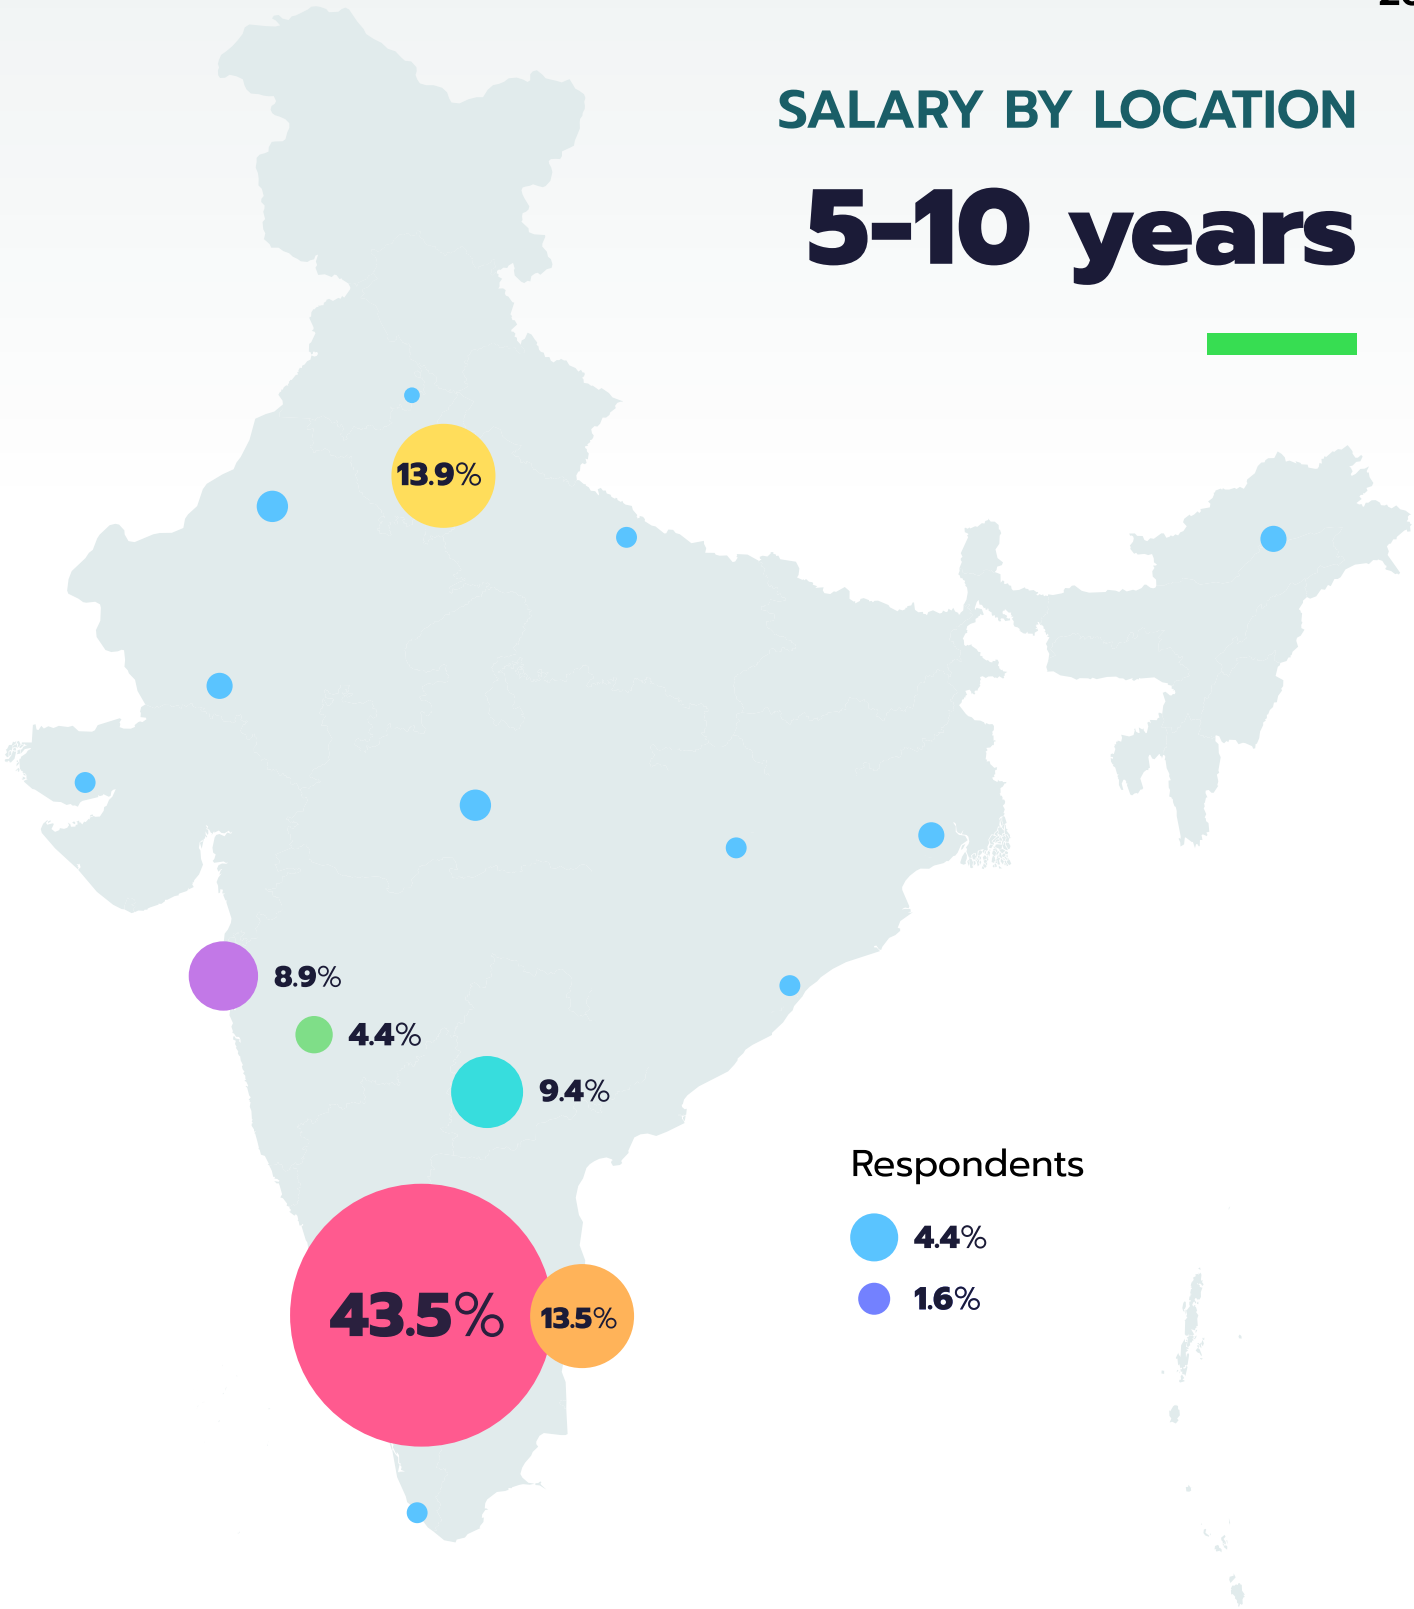 SALARY BY LOCATION
5-10 years
13.9%
8.9%
4.4%
9.4%
43.5%
13.5%
Respondents
4.4%
1.6%